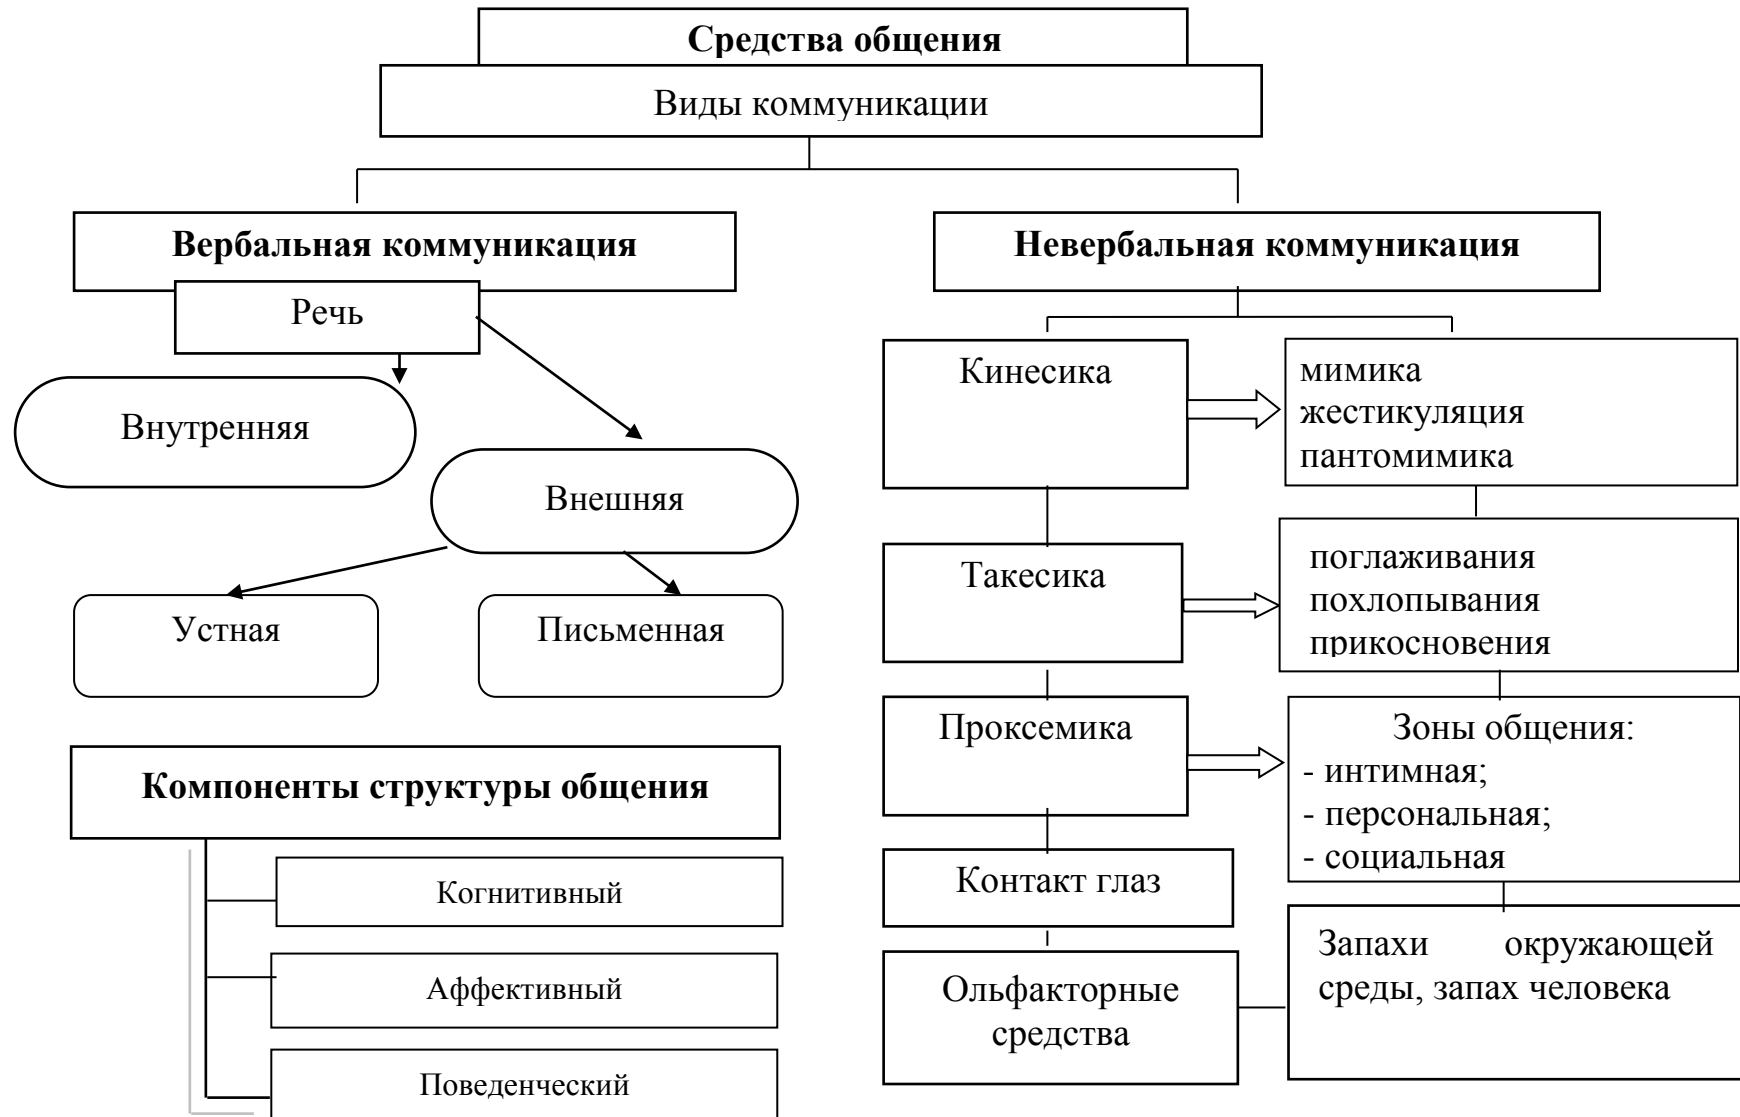 Средства общения
Виды коммуникации
Вербальная коммуникация
Речь
Внутренняя
Внешняя
Устная
Письменная
Компоненты структуры общения
Когнитивный
Аффективный
Поведенческий
Невербальная коммуникация
Кинесика
мимика
жестикуляция
пантомимика
Такесика
поглаживания
похлопывания
прикосновения
Проксемика
Зоны общения:
- интимная;
- персональная;
- социальная
Контакт глаз
Ольфакторные
средства
Запахи окружающей
среды, запах человека